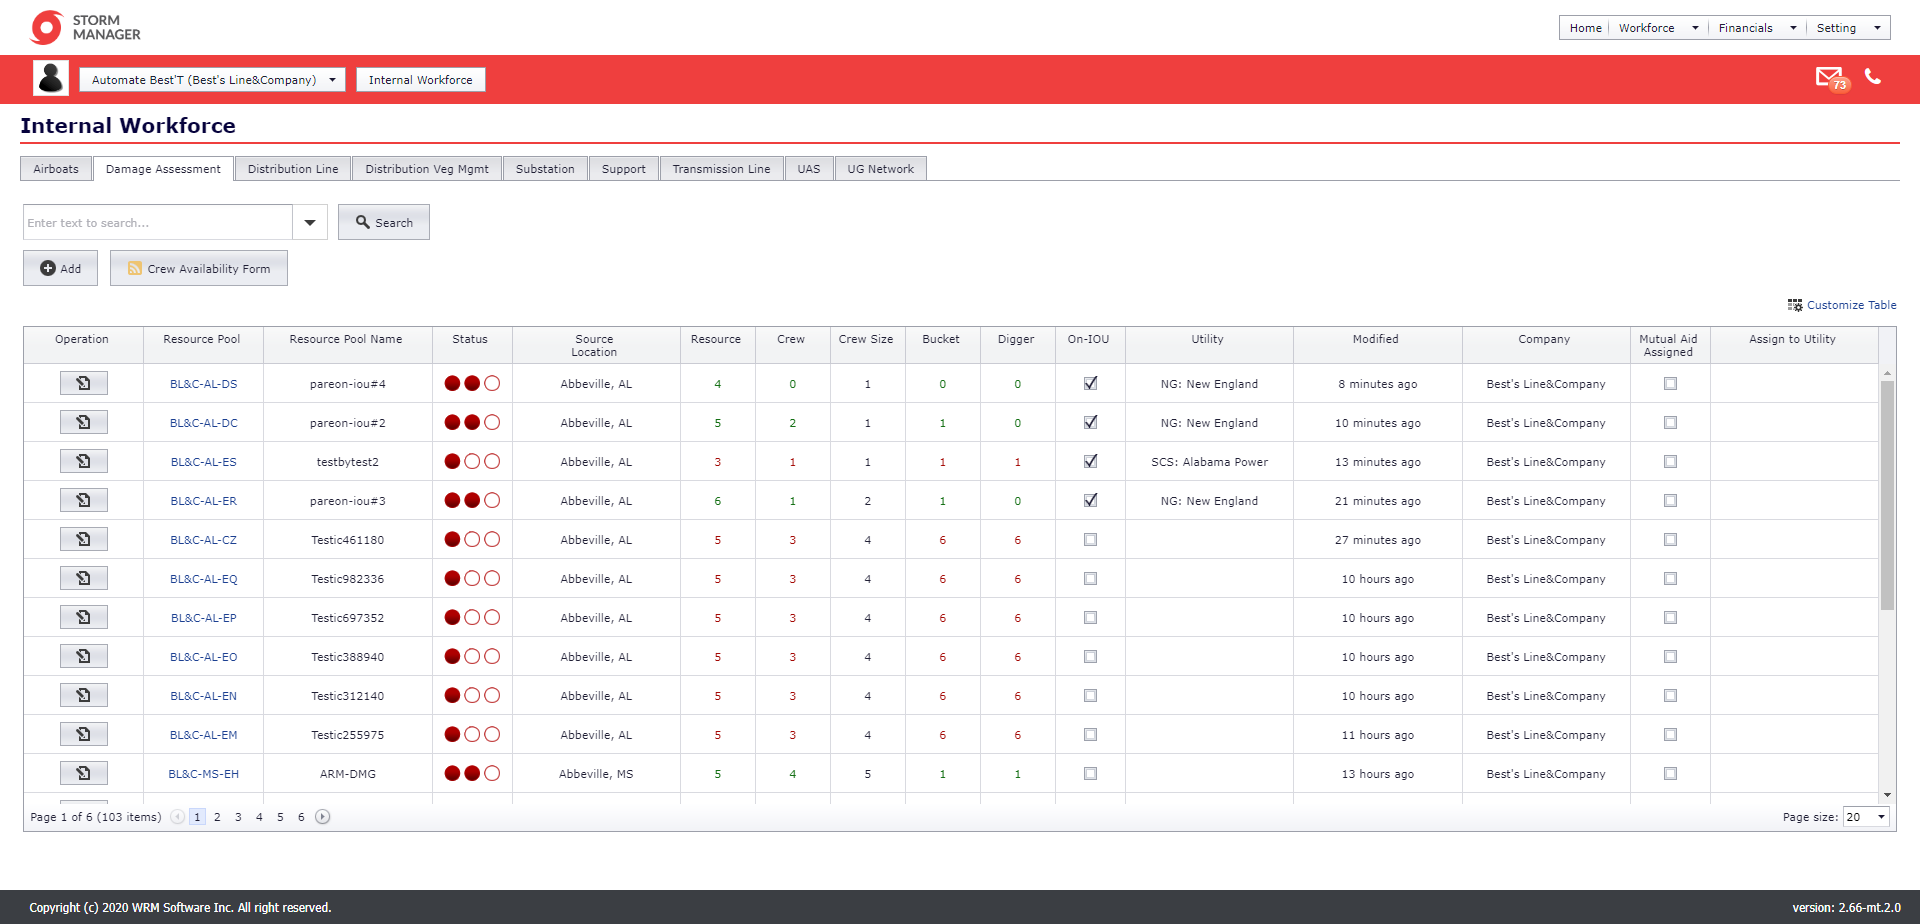 STORM
MANAGER
Home Workforce Financials Setting
Automate Best'T (Best's Line&Company) Internal Workforce 73
Internal Workforce
Airboats Damage Assessment Distribution Line Distribution Veg Mgmt Substation Support Transmission Line UAS UG Network
Enter text to search... Search
Add Crew Availability Form
Customize Table
Operation Resource Pool Resource Pool Name Status Source Location Resource Crew Crew Size Bucket Digger On-IOU Utility Modified Company Mutual Aid Assigned Assign to Utility
BL&C-AL-DS pareon-iou#4 Abbeville, AL 4 0 1 0 0 NG: New England 8 minutes ago Best's Line&Company
BL&C-AL-DC pareon-iou#2 Abbeville, AL 5 2 1 1 0 NG: New England 10 minutes ago Best's Line&Company
BL&C-AL-ES testbytest2 Abbeville, AL 3 1 1 1 1 SCS: Alabama Power 13 minutes ago Best's Line&Company
BL&C-AL-ER pareon-iou#3 Abbeville, AL 6 1 2 1 0 NG: New England 21 minutes ago Best's Line&Company
BL&C-AL-CZ Testic461180 Abbeville, AL 5 3 4 6 6 27 minutes ago Best's Line&Company
BL&C-AL-EQ Testic982336 Abbeville, AL 5 3 4 6 6 10 hours ago Best's Line&Company
BL&C-AL-EP Testic697352 Abbeville, AL 5 3 4 6 6 10 hours ago Best's Line&Company
BL&C-AL-EO Testic388940 Abbeville, AL 5 3 4 6 6 10 hours ago Best's Line&Company
BL&C-AL-EN Testic312140 Abbeville, AL 5 3 4 6 6 10 hours ago Best's Line&Company
BL&C-AL-EM Testic255975 Abbeville, AL 5 3 4 6 6 11 hours ago Best's Line&Company
BL&C-MS-EH ARM-DMG Abbeville, MS 5 4 5 1 1 13 hours ago Best's Line&Company
Page 1 of 6 (103 items) 1 2 3 4 5 6 Page size: 20
Copyright (c) 2020 WRM Software Inc. All right reserved. version: 2.66-mt.2.0